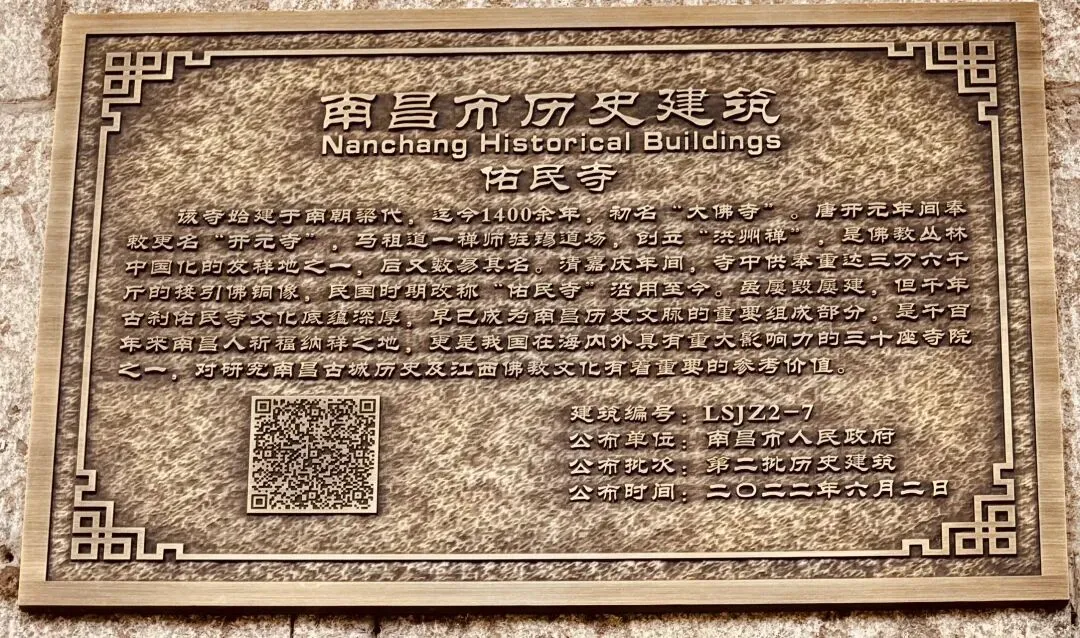 南昌市历史建筑
Nanchang Historical Buildings
佑民寺
该寺始建于南朝梁代，迄今1400余年，初名“大佛寺”。唐开元年间奉
敕更名“开元寺”，马祖道一禅师驻锡道场，创立“洪州禅”，是佛教丛林
中国化的发祥地之一，后又数易其名。清嘉庆年间，寺中供奉重达三万六千
斤的接引佛铜像，民国时期改称“佑民寺”沿用至今。虽屡毁屡建，但千年
古刹佑民寺文化底蕴深厚，早已成为南昌历史文脉的重要组成部分，是千百
年来南昌人祈福纳祥之地，更是我国在海内外具有重大影响力的三十座寺院
之一，对研究南昌古城历史及江西佛教文化有着重要的参考价值。
建筑编号：LSJZ2-7
公布单位：南昌市人民政府
公布批次：第二批历史建筑
公布时间：二〇二二年六月二日